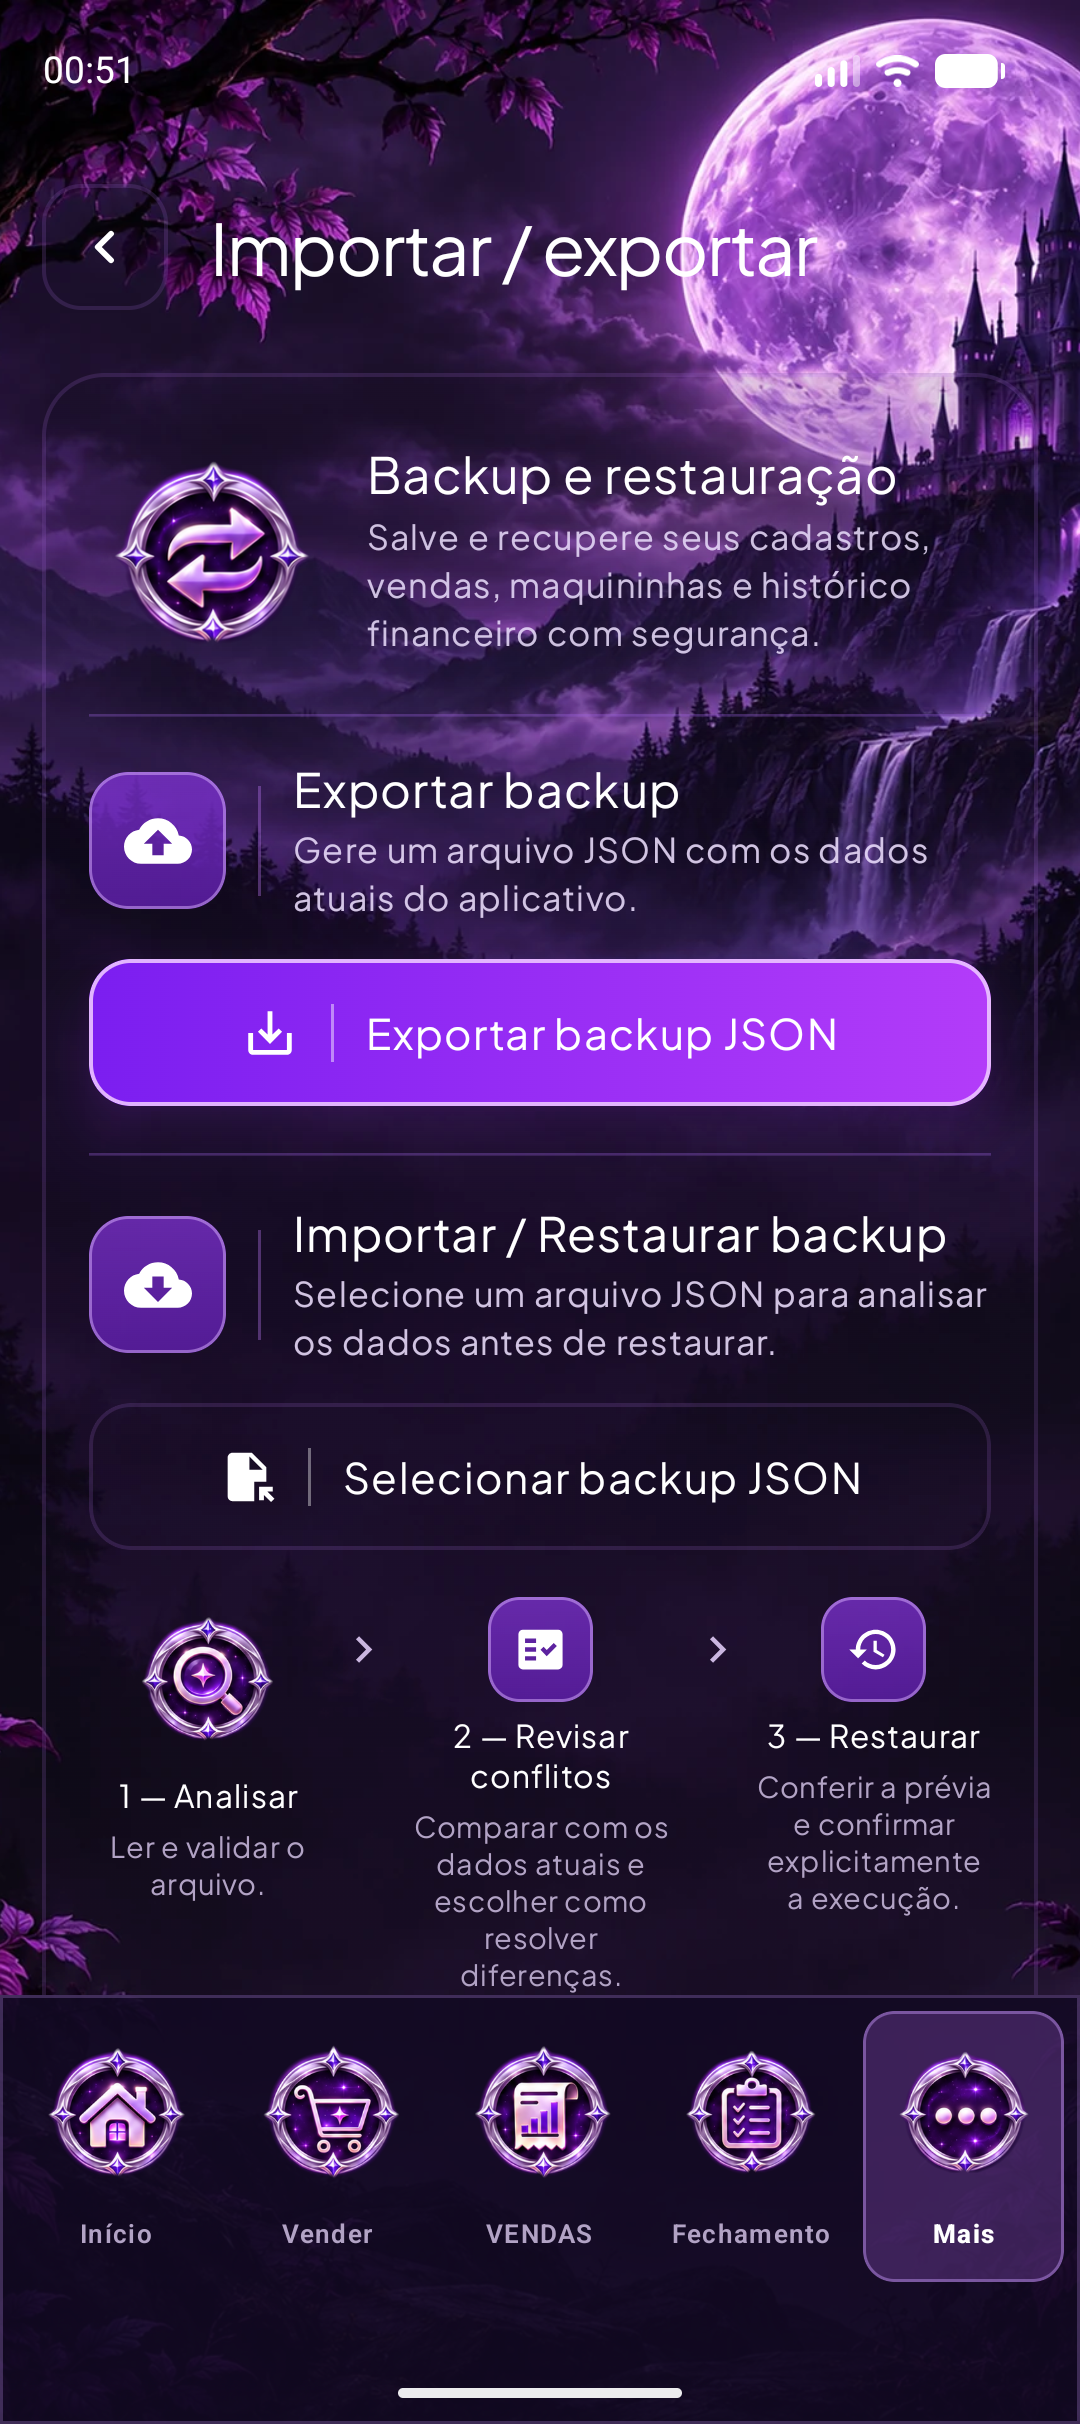 00:51
Importar / exportar
Backup e restauração
Salve e recupere seus cadastros,
vendas, maquininhas e histórico
financeiro com segurança.
Exportar backup
Gere um arquivo JSON com os dados
atuais do aplicativo.
Exportar backup JSON
Importar / Restaurar backup
Selecione um arquivo JSON para analisar
os dados antes de restaurar.
Selecionar backup JSON
1 — Analisar
Ler e validar o
arquivo.
2 — Revisar
conflitos
Comparar com os
dados atuais e
escolher como
resolver
diferenças.
3 — Restaurar
Conferir a prévia
e confirmar
explicitamente
a execução.
Início
Vender
VENDAS
Fechamento
Mais